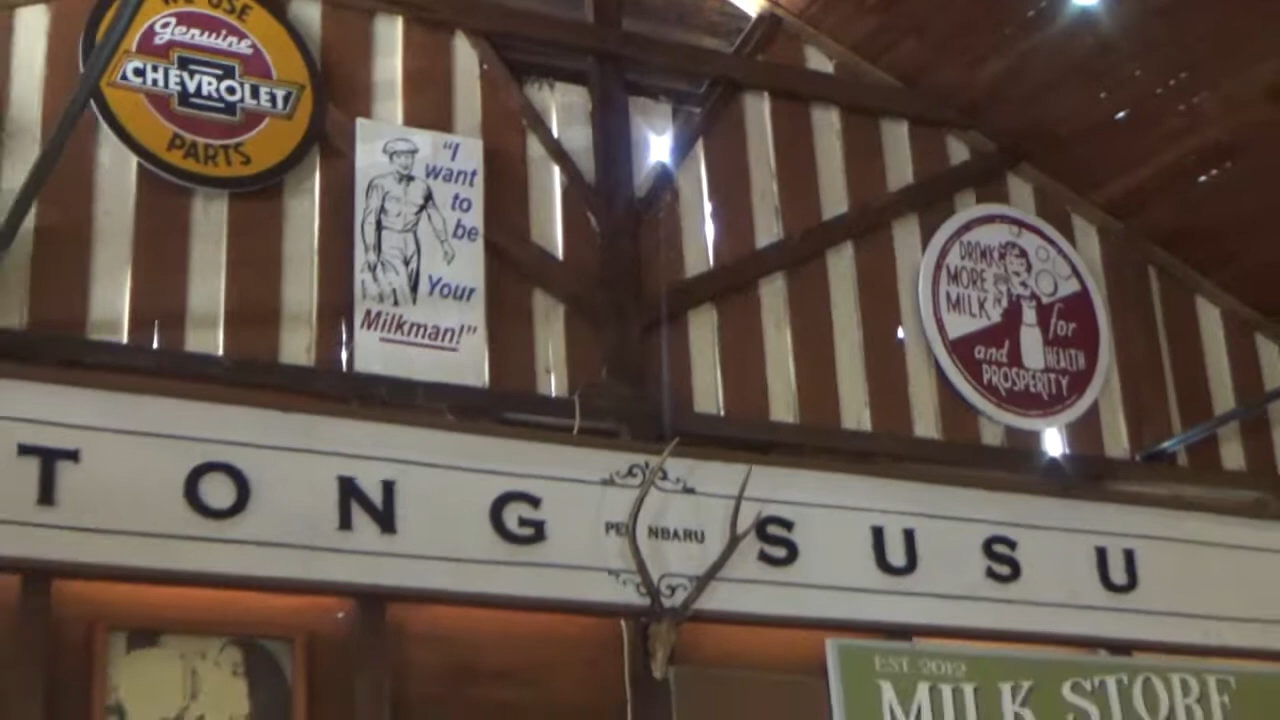 WE USE
Genuine
CHEVROLET
PARTS
"I
want
to
be
Your
Milkman!"
DRINK
MORE
MILK
for
and HEALTH
PROSPERITY
TONG SUSU
EST. 2012
MILK STORE